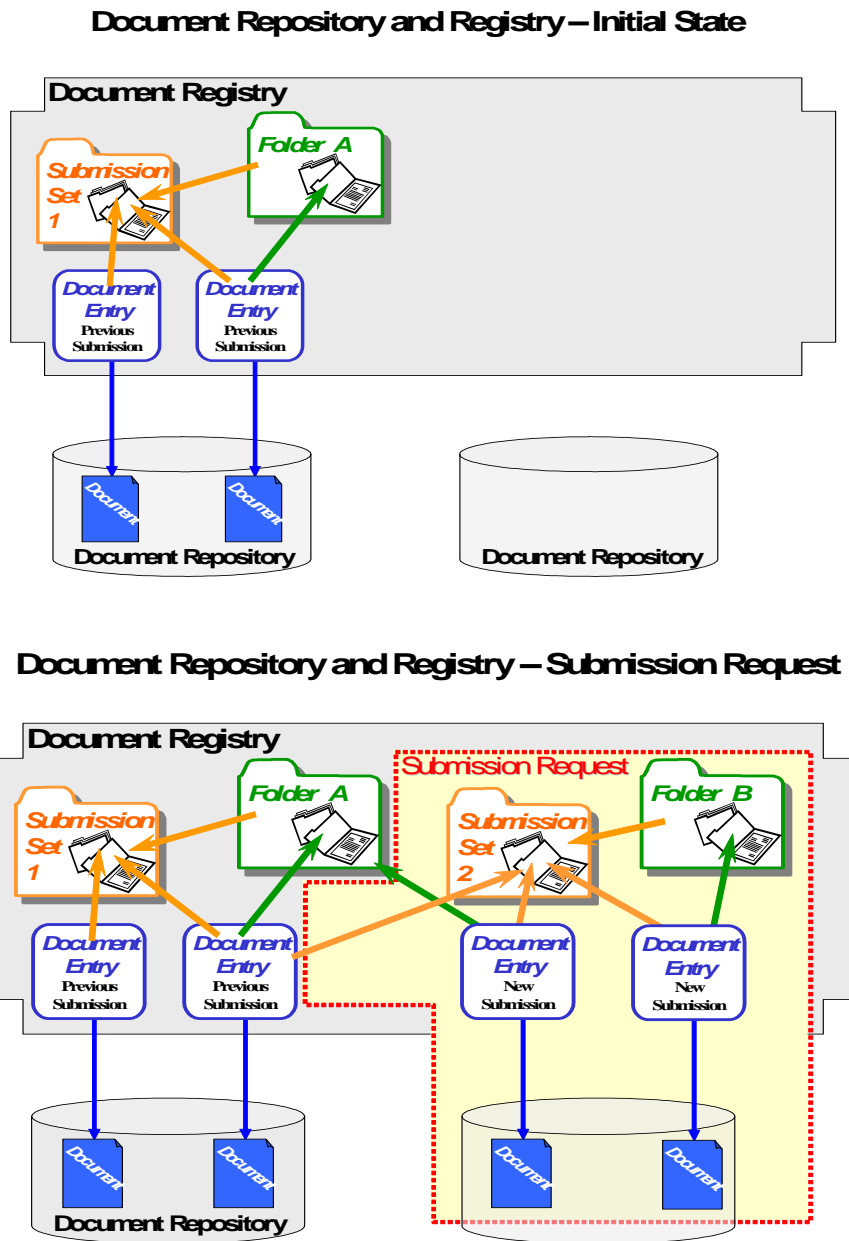 Document Repository and Registry – Initial State
Document Registry
Submission
Set
1
Folder A
Document
Entry
Previous
Submission
Document
Entry
Previous
Submission
Document
Document
Document Repository
Document Repository
Document Repository and Registry – Submission Request
Document Registry
Submission Request
Submission
Set
1
Folder A
Submission
Set
2
Folder B
Document
Entry
Previous
Submission
Document
Entry
Previous
Submission
Document
Entry
New
Submission
Document
Entry
New
Submission
Document
Document
Document
Document
Document Repository